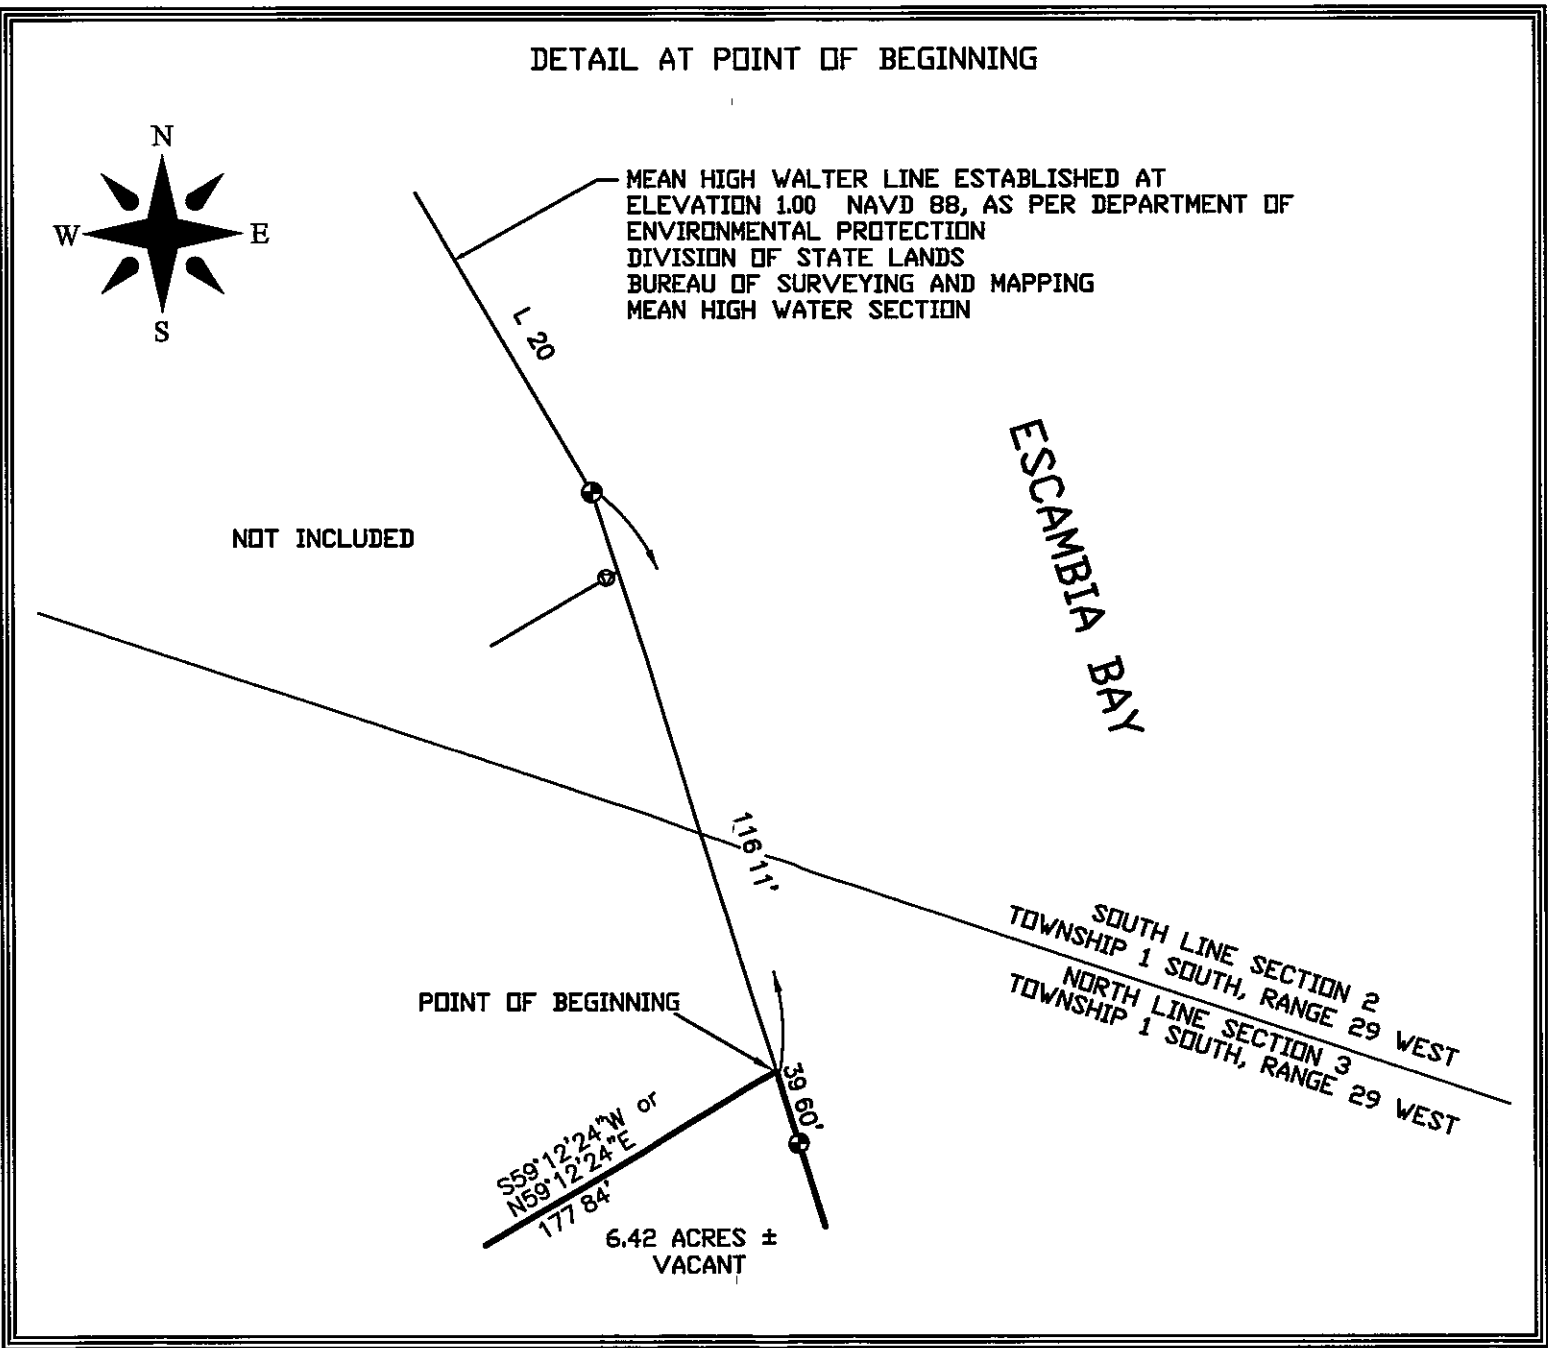 DETAIL AT POINT OF BEGINNING
N
W
E
S
MEAN HIGH WALTER LINE ESTABLISHED AT
ELEVATION 1.00 NAVD 88, AS PER DEPARTMENT OF
ENVIRONMENTAL PROTECTION
DIVISION OF STATE LANDS
BUREAU OF SURVEYING AND MAPPING
MEAN HIGH WATER SECTION
L 20
ESCAMBIA BAY
NOT INCLUDED
116 11'
SOUTH LINE SECTION 2
TOWNSHIP 1 SOUTH, RANGE 29 WEST
NORTH LINE SECTION 3
TOWNSHIP 1 SOUTH, RANGE 29 WEST
POINT OF BEGINNING
39 60'
S59°12'24"W or
N59°12'24"E
177 84'
6.42 ACRES ±
VACANT